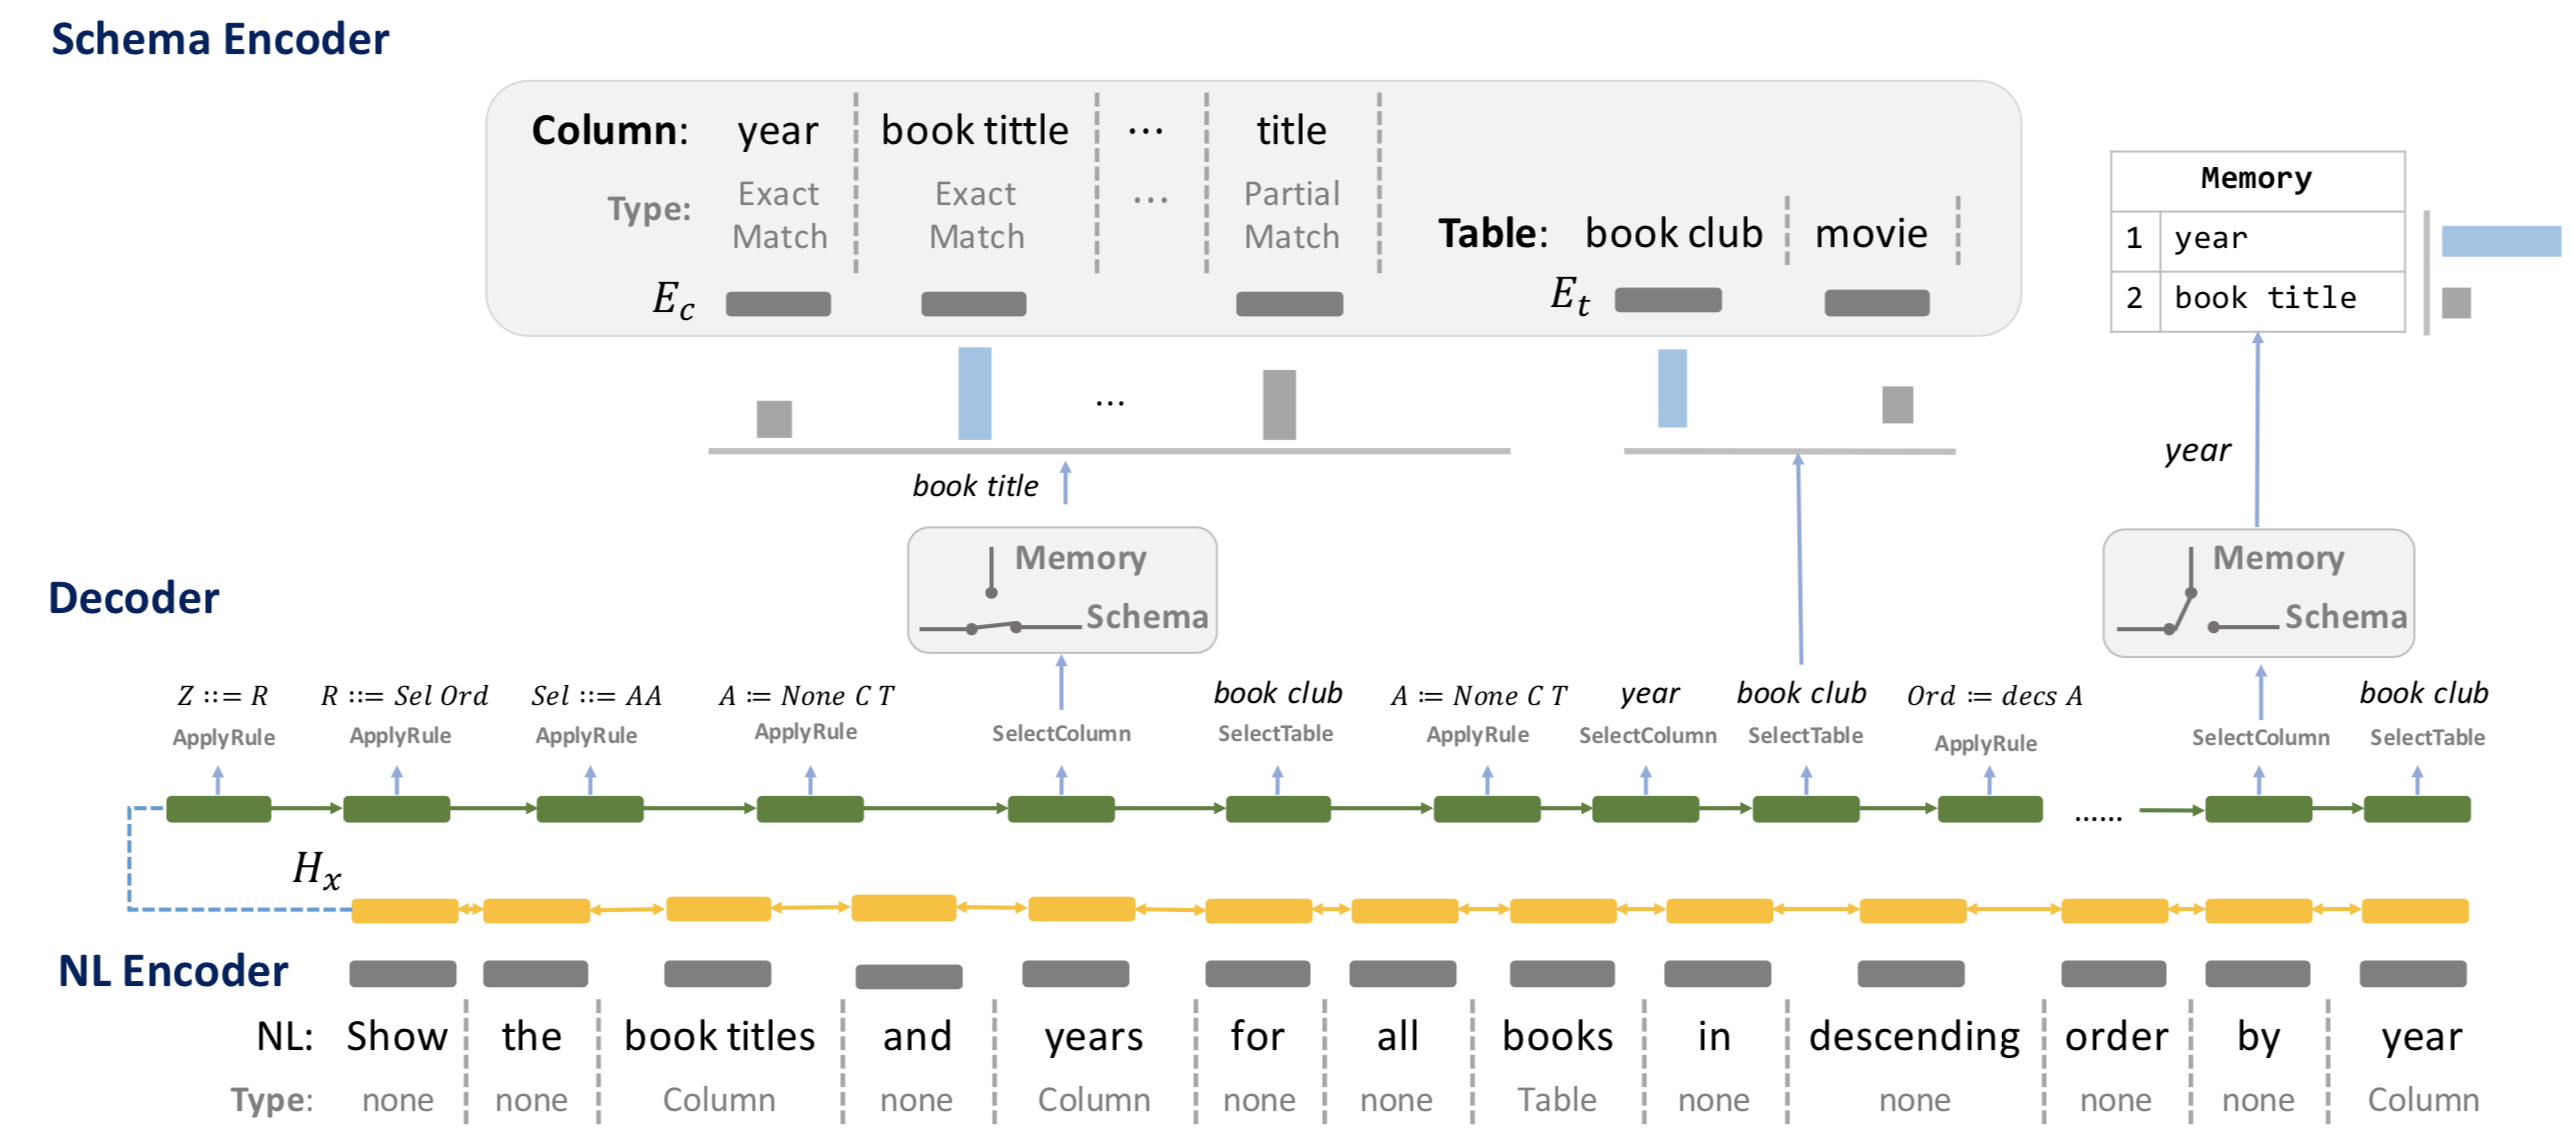 Schema Encoder
Column: year book tittle ... title
Type: Exact Match Exact Match ... Partial Match
Table: book club movie
E_c
E_t
...
Memory
1 year
2 book title
book title
year
Memory
Schema
Memory
Schema
Decoder
Z ::= R R ::= Sel Ord Sel ::= AA A := None C T book club A := None C T year book club Ord := decs A book club
ApplyRule ApplyRule ApplyRule ApplyRule SelectColumn SelectTable ApplyRule SelectColumn SelectTable ApplyRule SelectColumn SelectTable
......
H_x
NL Encoder
NL: Show the book titles and years for all books in descending order by year
Type: none none Column none Column none none Table none none none none Column